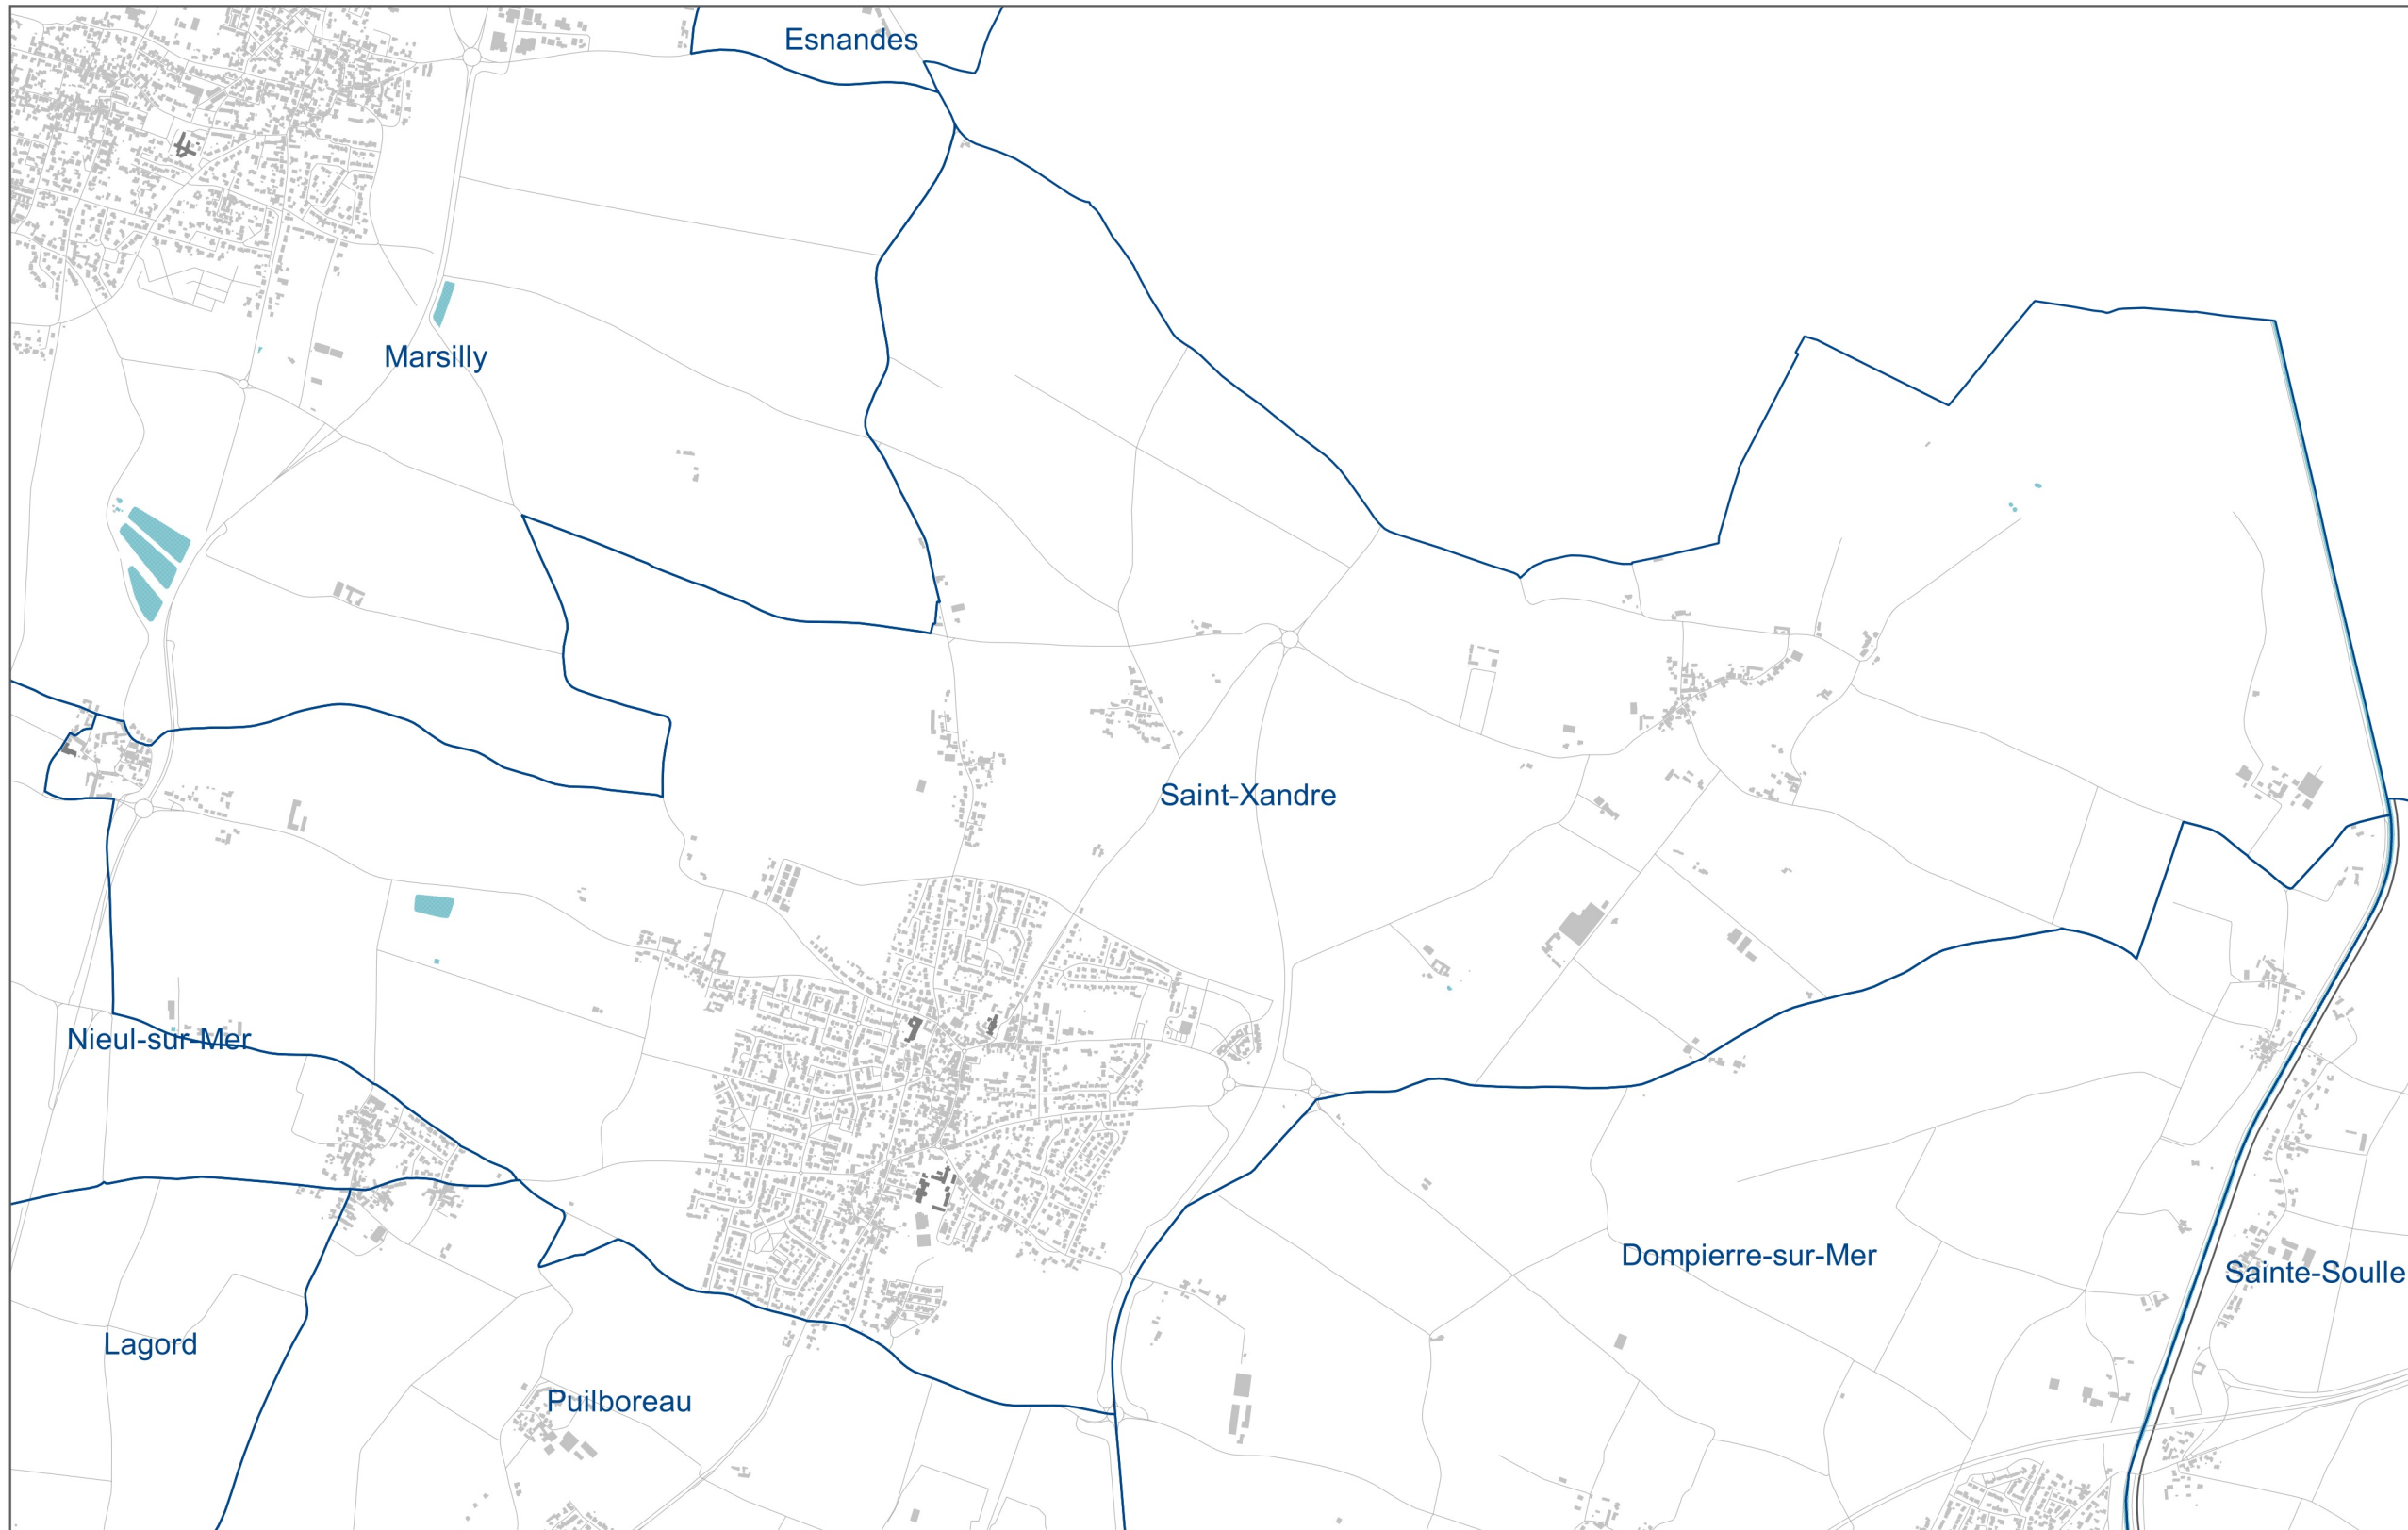 Esnandes
Marsilly
Saint-Xandre
Nieul-sur-Mer
Dompierre-sur-Mer
Sainte-Soulle
Lagord
Puilboreau